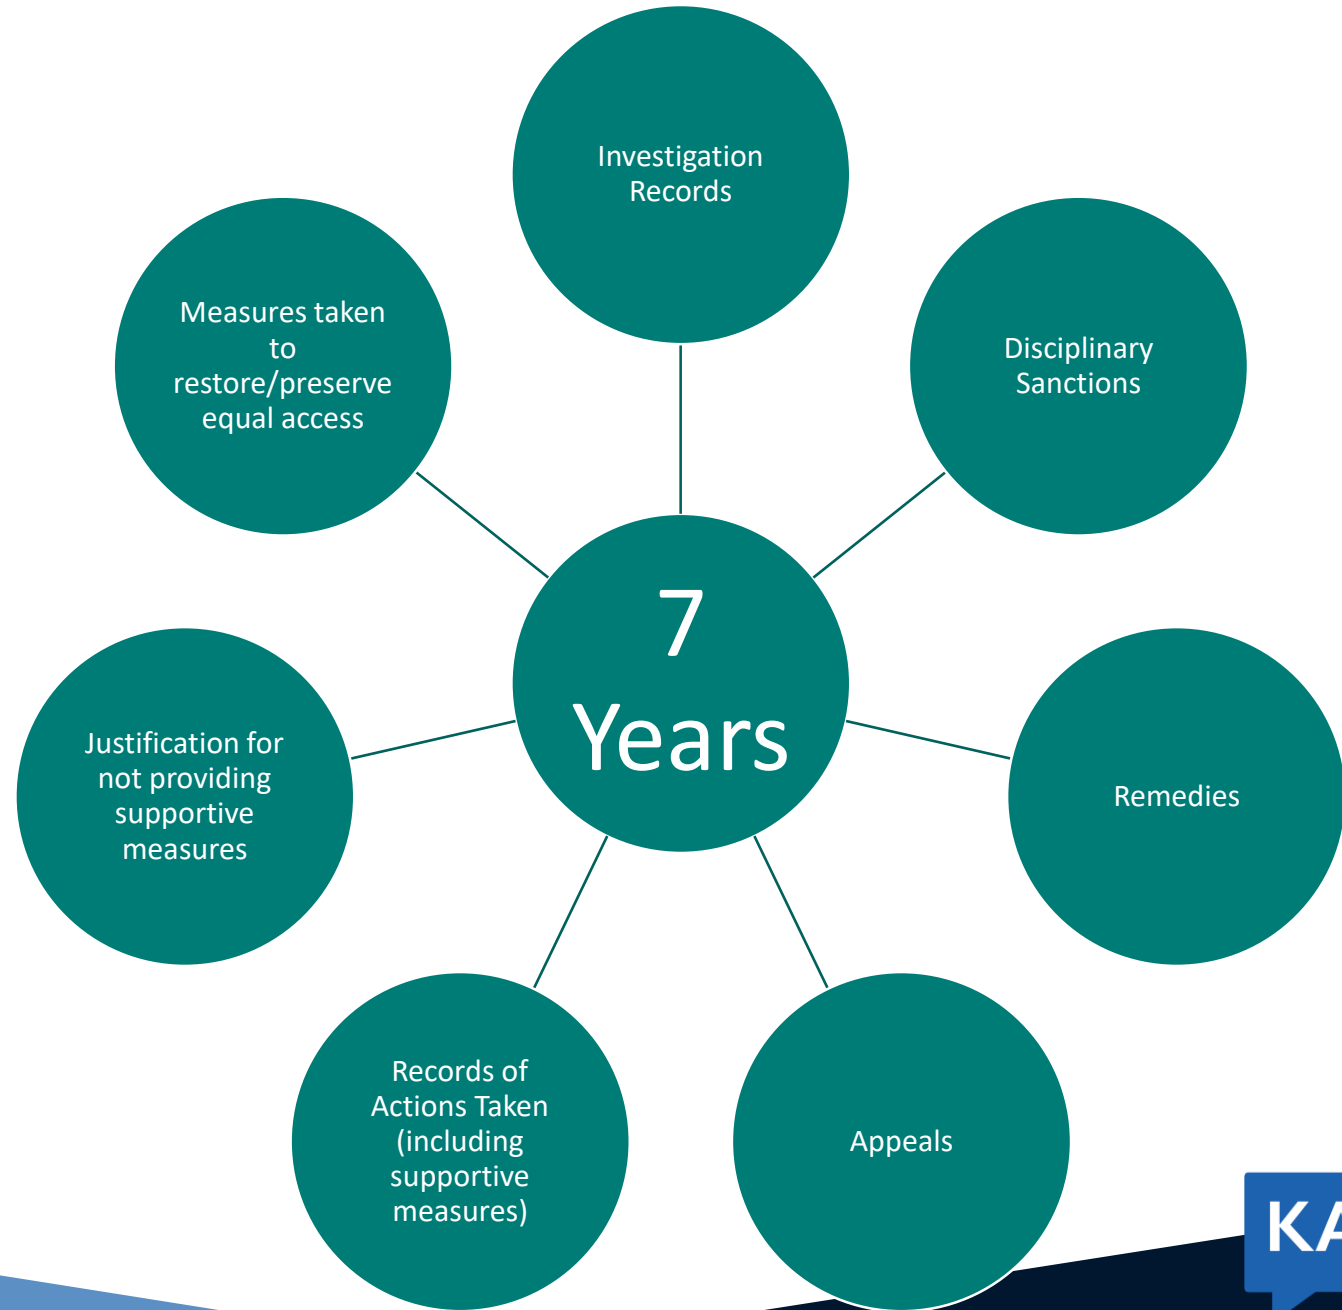 Investigation
Records
Disciplinary
Sanctions
Remedies
Appeals
Records of
Actions Taken
(including
supportive
measures)
Justification for
not providing
supportive
measures
Measures taken
to
restore/preserve
equal access
7
Years